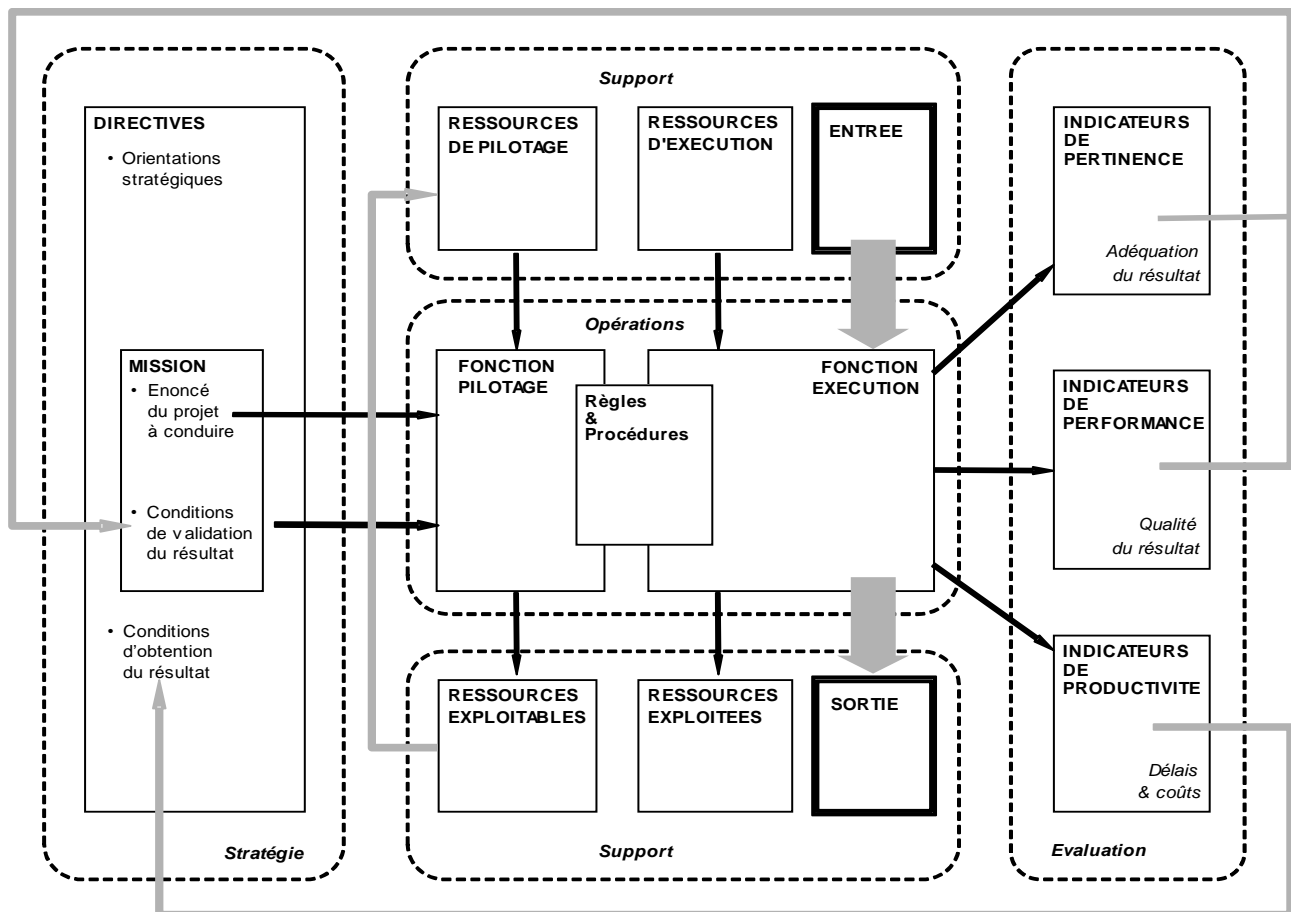 Support
DIRECTIVES
• Orientations
stratégiques
MISSION
• Enoncé
du projet
à conduire
• Conditions
de validation
du résultat
• Conditions
d'obtention
du résultat
Stratégie
RESSOURCES
DE PILOTAGE
RESSOURCES
D'EXECUTION
ENTREE
Opérations
FONCTION
PILOTAGE
Règles
&
Procédures
FONCTION
EXECUTION
RESSOURCES
EXPLOITABLES
RESSOURCES
EXPLOITEES
SORTIE
Support
INDICATEURS
DE
PERTINENCE
Adéquation
du résultat
INDICATEURS
DE
PERFORMANCE
Qualité
du résultat
INDICATEURS
DE
PRODUCTIVITE
Délais
& coûts
Evaluation